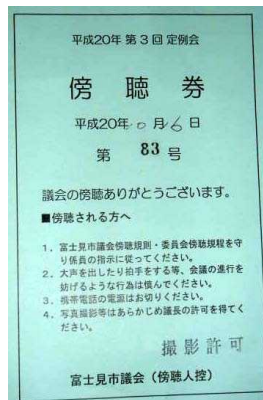 平成20年 第3回 定例会
傍聴券
平成20年 月 6日
第 83 号
議会の傍聴ありがとうございます。
■傍聴される方へ
1．富士見市議会傍聴規則・委員会傍聴規程を守
り係員の指示に従ってください。
2．大声を出したり拍手をする等、会議の進行を
妨げるような行為は慎んでください。
3．携帯電話の電源はお切りください。
4．写真撮影等はあらかじめ議長の許可を得てく
ださい。
撮影許可
富士見市議会（傍聴人控）